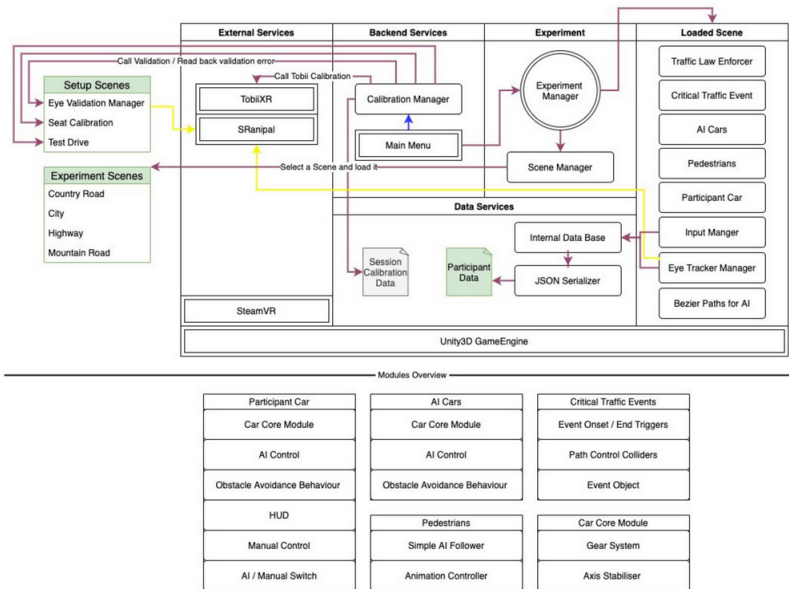 External Services
Backend Services
Experiment
Loaded Scene
Call Validation / Read back validation error
Call Tobii Calibration
Setup Scenes
Eye Validation Manager
Seat Calibration
Test Drive
TobiiXR
SRanipal
Calibration Manager
Main Menu
Experiment
Manager
Scene Manager
Select a Scene and load it
Traffic Law Enforcer
Critical Traffic Event
AI Cars
Pedestrians
Participant Car
Input Manger
Eye Tracker Manager
Bezier Paths for AI
Experiment Scenes
Country Road
City
Highway
Mountain Road
Data Services
Session
Calibration
Data
Participant
Data
Internal Data Base
JSON Serializer
SteamVR
Unity3D GameEngine
Modules Overview
Participant Car
Car Core Module
AI Control
Obstacle Avoidance Behaviour
HUD
Manual Control
AI / Manual Switch
AI Cars
Car Core Module
AI Control
Obstacle Avoidance Behaviour
Pedestrians
Simple AI Follower
Animation Controller
Critical Traffic Events
Event Onset / End Triggers
Path Control Colliders
Event Object
Car Core Module
Gear System
Axis Stabiliser